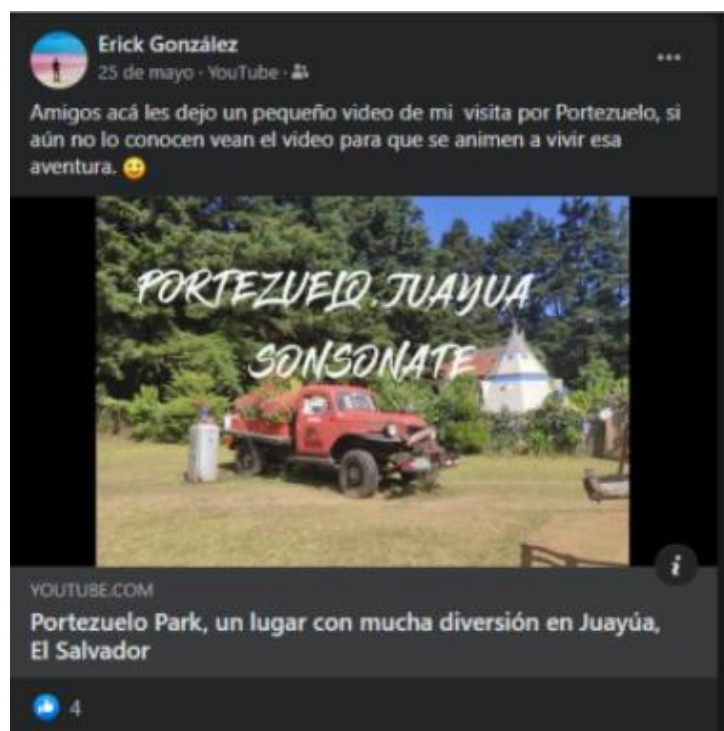 Erick González
25 de mayo · YouTube ·
Amigos acá les dejo un pequeño video de mi visita por Portezuelo, si
aún no lo conocen vean el video para que se animen a vivir esa
aventura. 😉
PORTEZUELO, JUAYUA
SONSONATE
YOUTUBE.COM
Portezuelo Park, un lugar con mucha diversión en Juayúa,
El Salvador
4